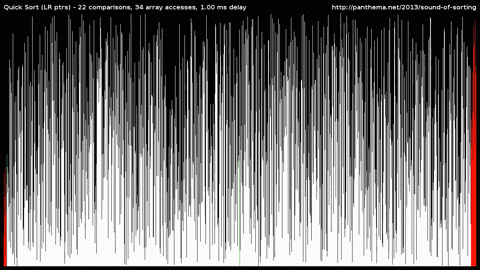 Quick Sort (LR ptrs) - 22 comparisons, 34 array accesses, 1.00 ms delay
http://panthema.net/2013/sound-of-sorting